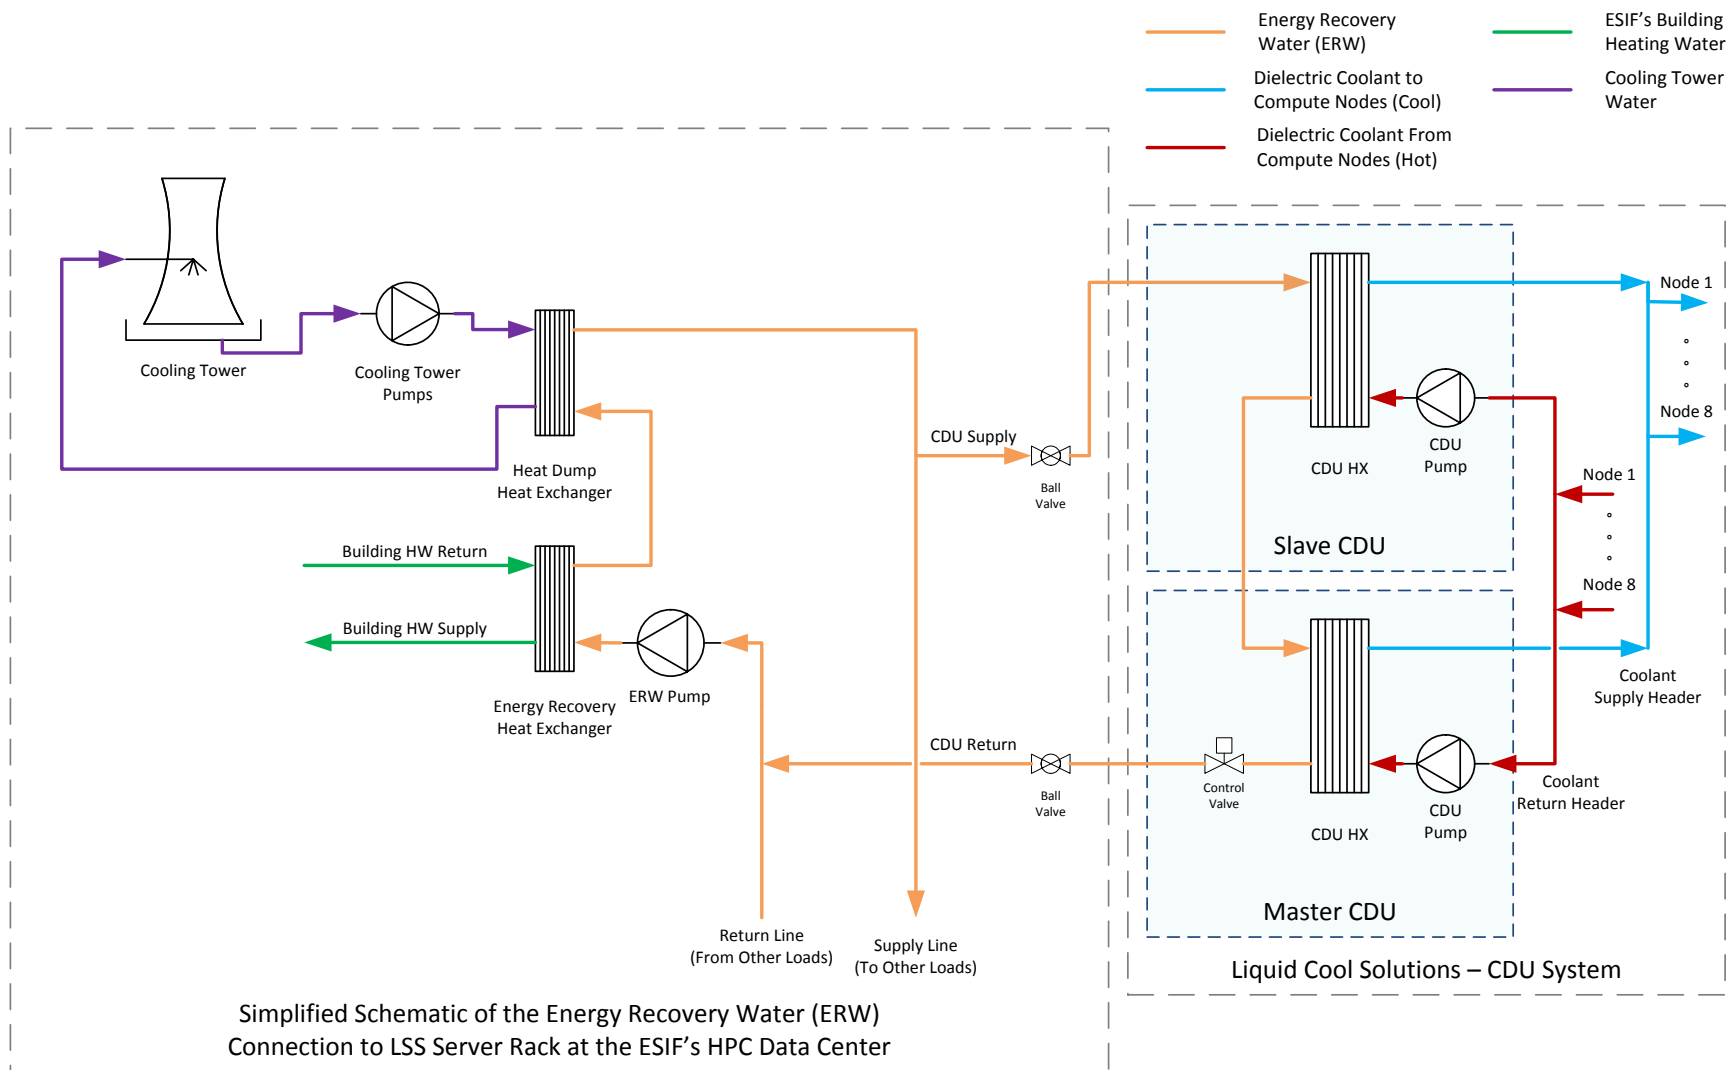 Energy Recovery
Water (ERW)
ESIF's Building
Heating Water
Dielectric Coolant to
Compute Nodes (Cool)
Cooling Tower
Water
Dielectric Coolant From
Compute Nodes (Hot)
Cooling Tower
Cooling Tower
Pumps
Heat Dump
Heat Exchanger
CDU Supply
Ball
Valve
CDU HX
CDU
Pump
Slave CDU
Node 1
Node 8
Node 1
Node 8
Building HW Return
Building HW Supply
Energy Recovery
Heat Exchanger
ERW Pump
CDU Return
Ball
Valve
Control
Valve
CDU HX
CDU
Pump
Master CDU
Coolant
Supply Header
Coolant
Return Header
Return Line
(From Other Loads)
Supply Line
(To Other Loads)
Liquid Cool Solutions – CDU System
Simplified Schematic of the Energy Recovery Water (ERW)
Connection to LSS Server Rack at the ESIF's HPC Data Center